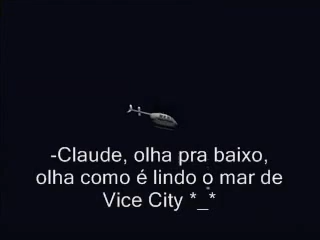 -Claude, olha pra baixo,
olha como é lindo o mar de
Vice City *_*